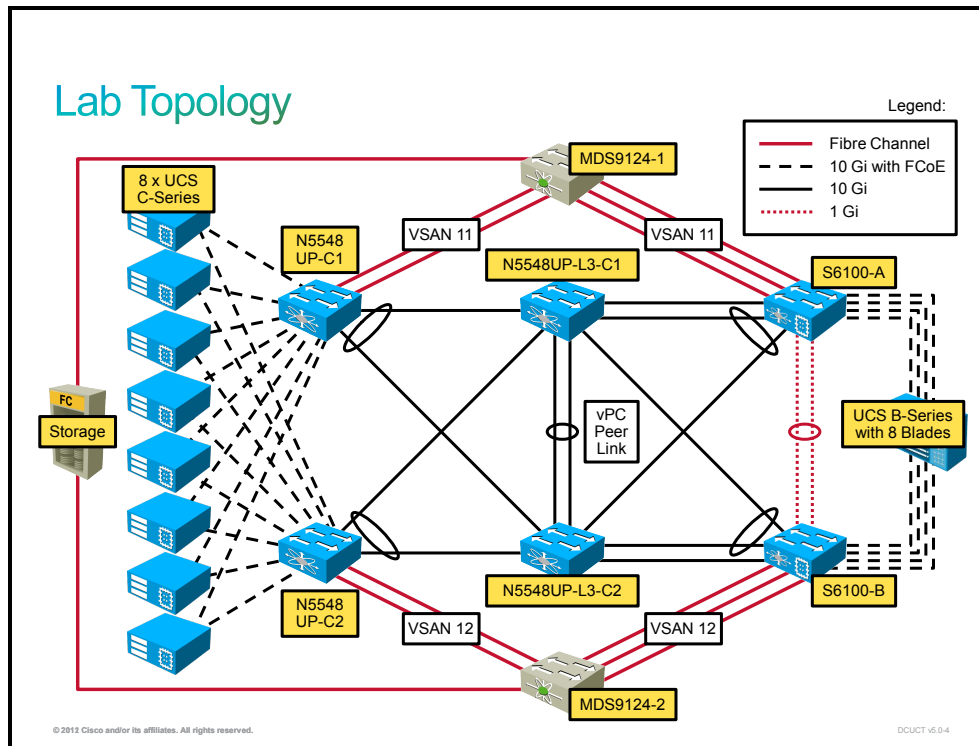 Lab Topology
Legend:
Fibre Channel
10 Gi with FCoE
10 Gi
1 Gi
MDS9124-1
8 x UCS
C-Series
VSAN 11
VSAN 11
N5548
UP-C1
N5548UP-L3-C1
S6100-A
FC
Storage
vPC
Peer
Link
UCS B-Series
with 8 Blades
N5548
UP-C2
N5548UP-L3-C2
S6100-B
VSAN 12
VSAN 12
MDS9124-2
© 2012 Cisco and/or its affiliates. All rights reserved.
DCUCT v5.0-4